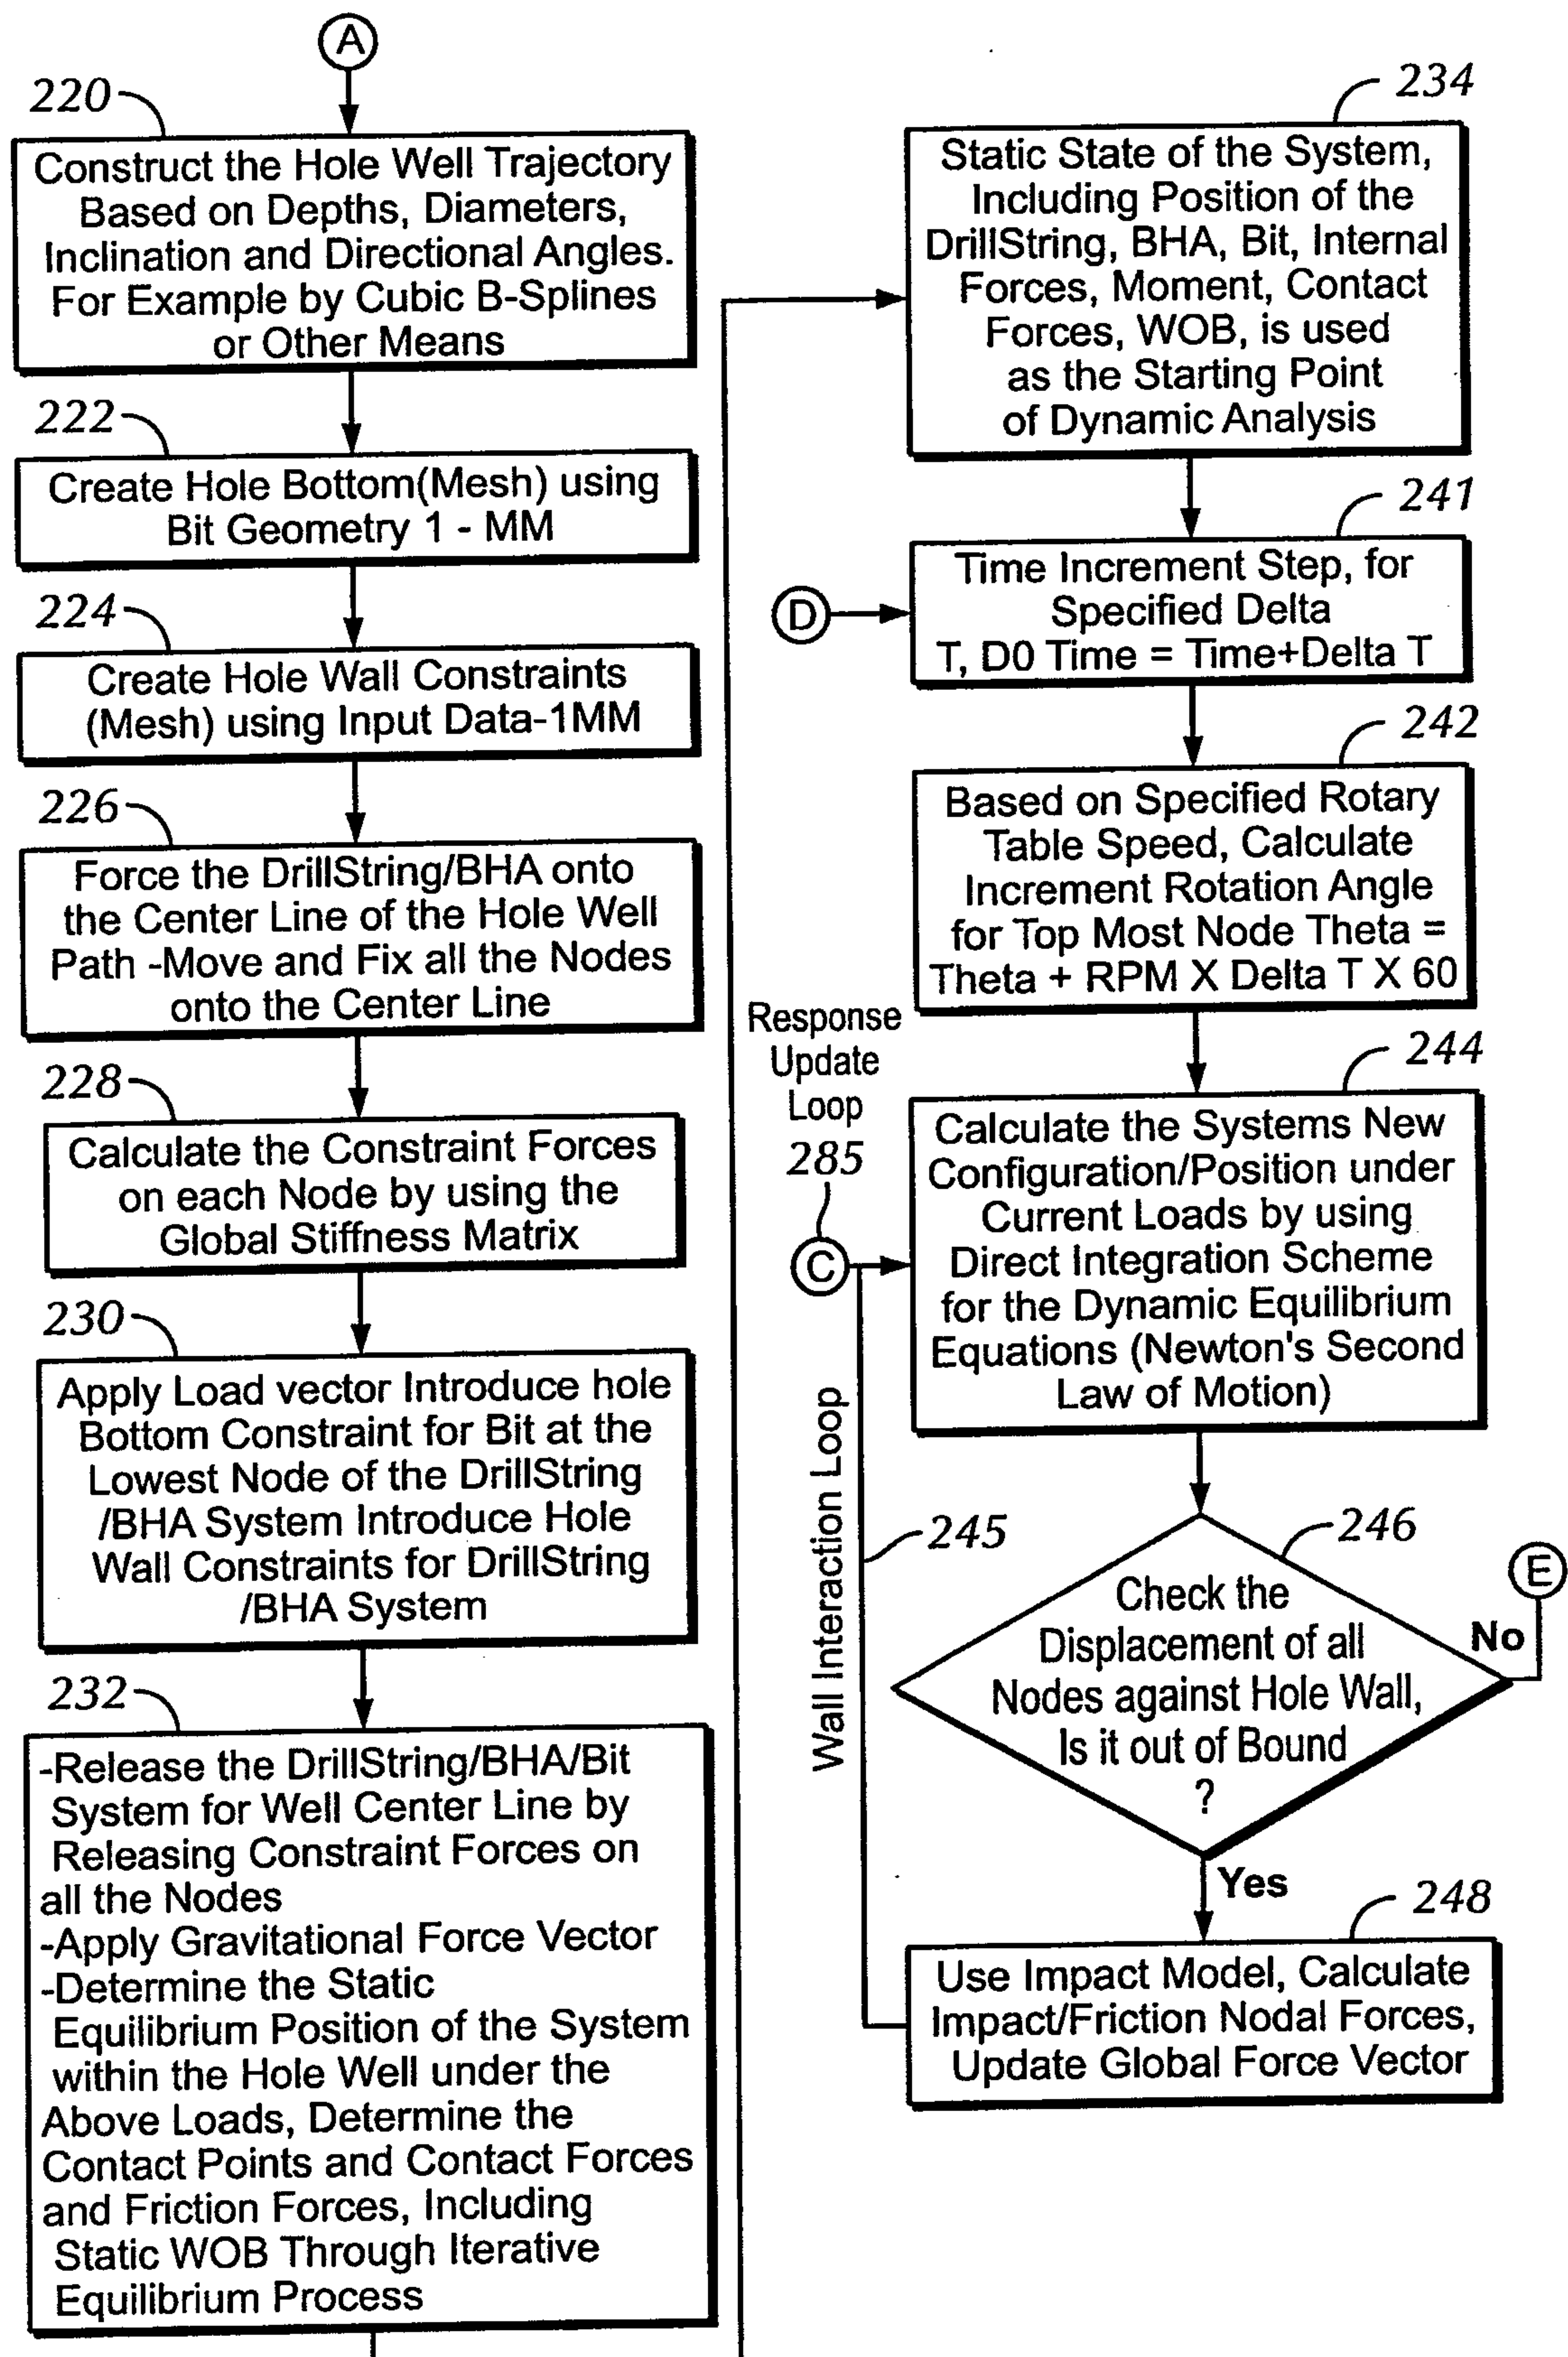 A
220
Construct the Hole Well Trajectory
Based on Depths, Diameters,
Inclination and Directional Angles.
For Example by Cubic B-Splines
or Other Means
222
Create Hole Bottom(Mesh) using
Bit Geometry 1 - MM
224
Create Hole Wall Constraints
(Mesh) using Input Data-1MM
226
Force the DrillString/BHA onto
the Center Line of the Hole Well
Path -Move and Fix all the Nodes
onto the Center Line
228
Calculate the Constraint Forces
on each Node by using the
Global Stiffness Matrix
230
Apply Load vector Introduce hole
Bottom Constraint for Bit at the
Lowest Node of the DrillString
/BHA System Introduce Hole
Wall Constraints for DrillString
/BHA System
232
-Release the DrillString/BHA/Bit
System for Well Center Line by
Releasing Constraint Forces on
all the Nodes
-Apply Gravitational Force Vector
-Determine the Static
Equilibrium Position of the System
within the Hole Well under the
Above Loads, Determine the
Contact Points and Contact Forces
and Friction Forces, Including
Static WOB Through Iterative
Equilibrium Process
234
Static State of the System,
Including Position of the
DrillString, BHA, Bit, Internal
Forces, Moment, Contact
Forces, WOB, is used
as the Starting Point
of Dynamic Analysis
241
D
Time Increment Step, for
Specified Delta
T, D0 Time = Time+Delta T
242
Based on Specified Rotary
Table Speed, Calculate
Increment Rotation Angle
for Top Most Node Theta =
Theta + RPM X Delta T X 60
Response
Update
Loop
285
C
244
Calculate the Systems New
Configuration/Position under
Current Loads by using
Direct Integration Scheme
for the Dynamic Equilibrium
Equations (Newton's Second
Law of Motion)
Wall Interaction Loop
245
246
Check the
Displacement of all
Nodes against Hole Wall,
Is it out of Bound
?
No
E
Yes
248
Use Impact Model, Calculate
Impact/Friction Nodal Forces,
Update Global Force Vector